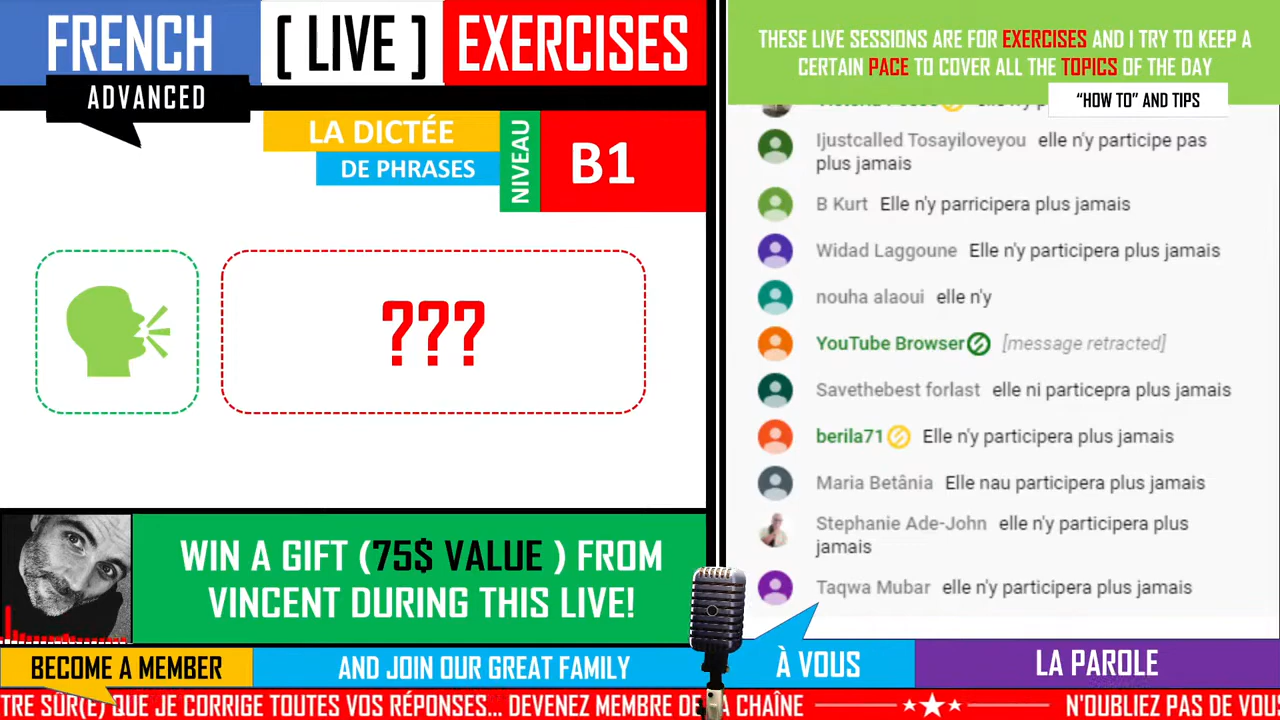 FRENCH [ LIVE ] EXERCISES
ADVANCED
LA DICTÉE
DE PHRASES
NIVEAU
B1
???
WIN A GIFT (75$ VALUE ) FROM
VINCENT DURING THIS LIVE!
BECOME A MEMBER
AND JOIN OUR GREAT FAMILY
THESE LIVE SESSIONS ARE FOR EXERCISES AND I TRY TO KEEP A
CERTAIN PACE TO COVER ALL THE TOPICS OF THE DAY
“HOW TO” AND TIPS
Ijustcalled Tosayiloveyou elle n'y participe pas
plus jamais
B Kurt Elle n'y parricipera plus jamais
Widad Laggoune Elle n'y participera plus jamais
nouha alaoui elle n'y
YouTube Browser [message retracted]
Savethebest forlast elle ni particepra plus jamais
berila71 Elle n'y participera plus jamais
Maria Betânia Elle nau participera plus jamais
Stephanie Ade-John elle n'y participera plus
jamais
Taqwa Mubar elle n'y participera plus jamais
À VOUS
LA PAROLE
TRE SÛR(E) QUE JE CORRIGE TOUTES VOS RÉPONSES... DEVENEZ MEMBRE DE LA CHAÎNE N'OUBLIEZ PAS DE VOUS